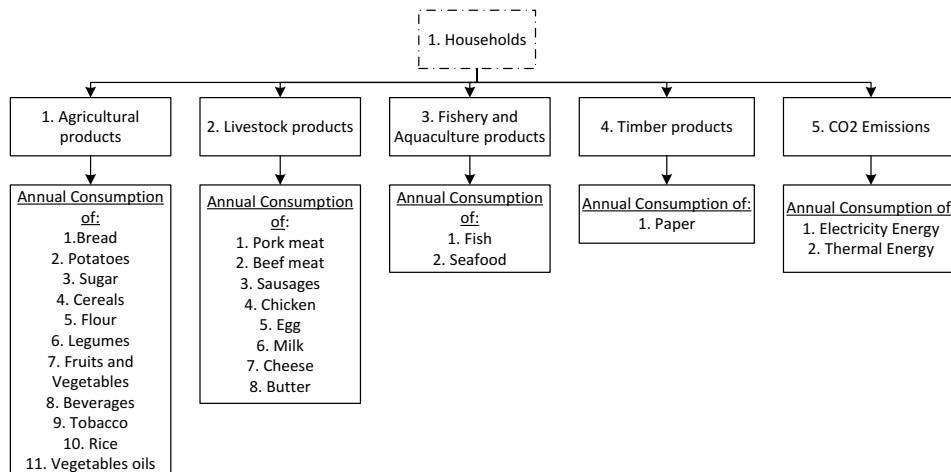 1. Households
1. Agricultural
products
2. Livestock products
3. Fishery and
Aquaculture products
4. Timber products
5. CO2 Emissions
Annual Consumption
of:
1.Bread
2. Potatoes
3. Sugar
4. Cereals
5. Flour
6. Legumes
7. Fruits and
Vegetables
8. Beverages
9. Tobacco
10. Rice
11. Vegetables oils
Annual Consumption
of:
1. Pork meat
2. Beef meat
3. Sausages
4. Chicken
5. Egg
6. Milk
7. Cheese
8. Butter
Annual Consumption
of:
1. Fish
2. Seafood
Annual Consumption of:
1. Paper
Annual Consumption of:
1. Electricity Energy
2. Thermal Energy